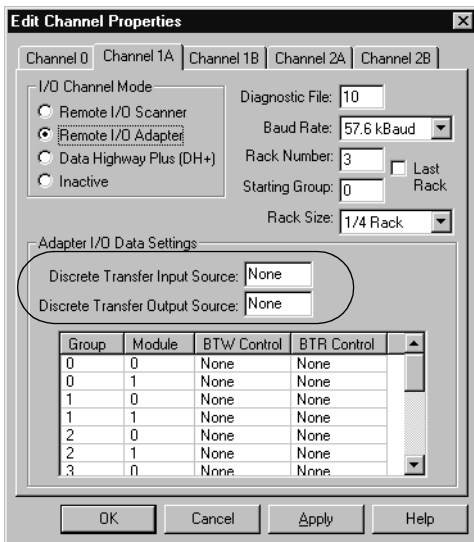 Edit Channel Properties
Channel 0 Channel 1A Channel 1B Channel 2A Channel 2B
I/O Channel Mode
Remote I/O Scanner
Remote I/O Adapter
Data Highway Plus (DH+)
Inactive
Diagnostic File: 10
Baud Rate: 57.6 kBaud
Rack Number: 3
Last Rack
Starting Group: 0
Rack Size: 1/4 Rack
Adapter I/O Data Settings
Discrete Transfer Input Source: None
Discrete Transfer Output Source: None
Group Module BTW Control BTR Control
0 0 None None
0 1 None None
1 0 None None
1 1 None None
2 0 None None
2 1 None None
3 0 None None
OK Cancel Apply Help